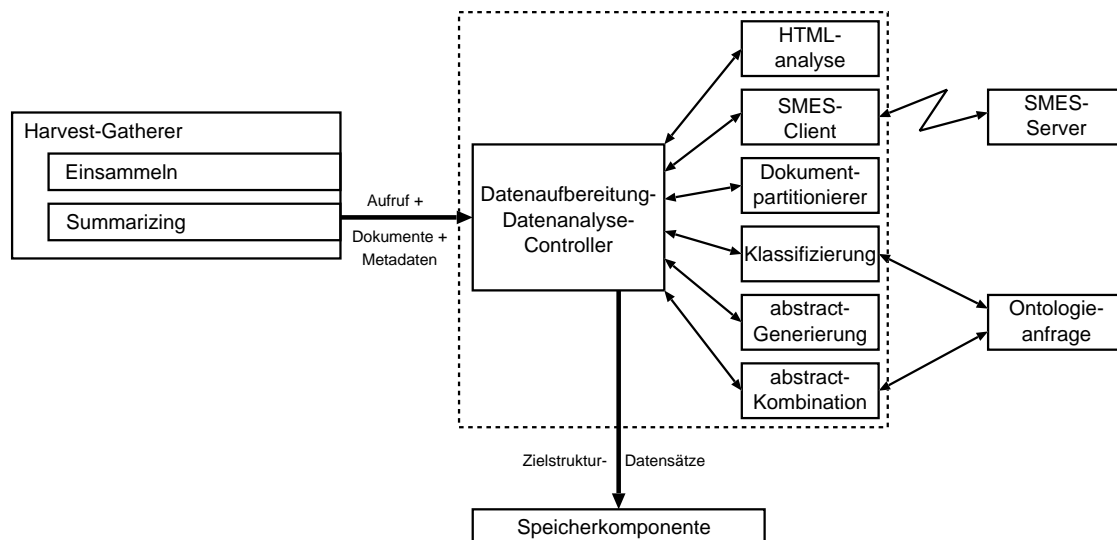 Harvest-Gatherer
Einsammeln
Summarizing
Aufruf +
Dokumente +
Metadaten
Datenaufbereitung-
Datenanalyse-
Controller
HTML-
analyse
SMES-
Client
Dokument-
partitionierer
Klassifizierung
abstract-
Generierung
abstract-
Kombination
SMES-
Server
Ontologie-
anfrage
Zielstruktur- Datensätze
Speicherkomponente